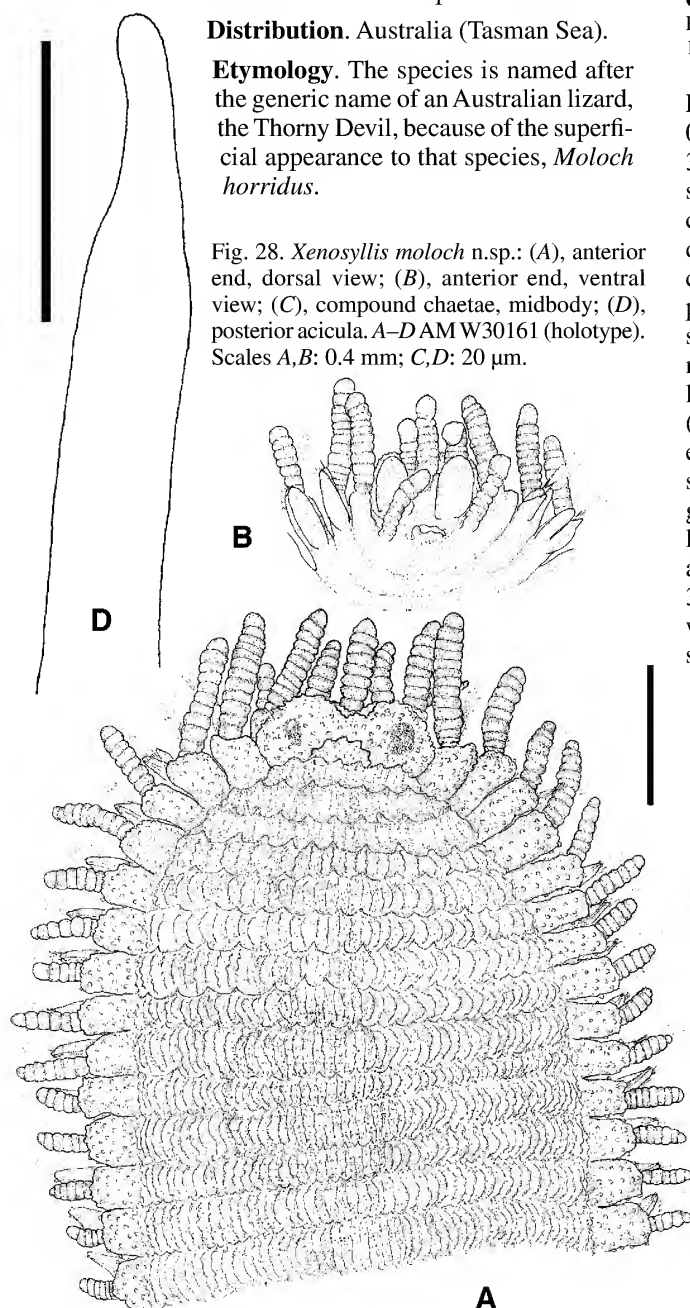 Distribution. Australia (Tasman Sea).
Etymology. The species is named after
the generic name of an Australian lizard,
the Thorny Devil, because of the superfi-
cial appearance to that species, Moloch
horridus.
Fig. 28. Xenosyllis moloch n.sp.: (A), anterior
end, dorsal view; (B), anterior end, ventral
view; (C), compound chaetae, midbody; (D),
posterior acicula. A–D AM W30161 (holotype).
Scales A,B: 0.4 mm; C,D: 20 µm.
B
D
A